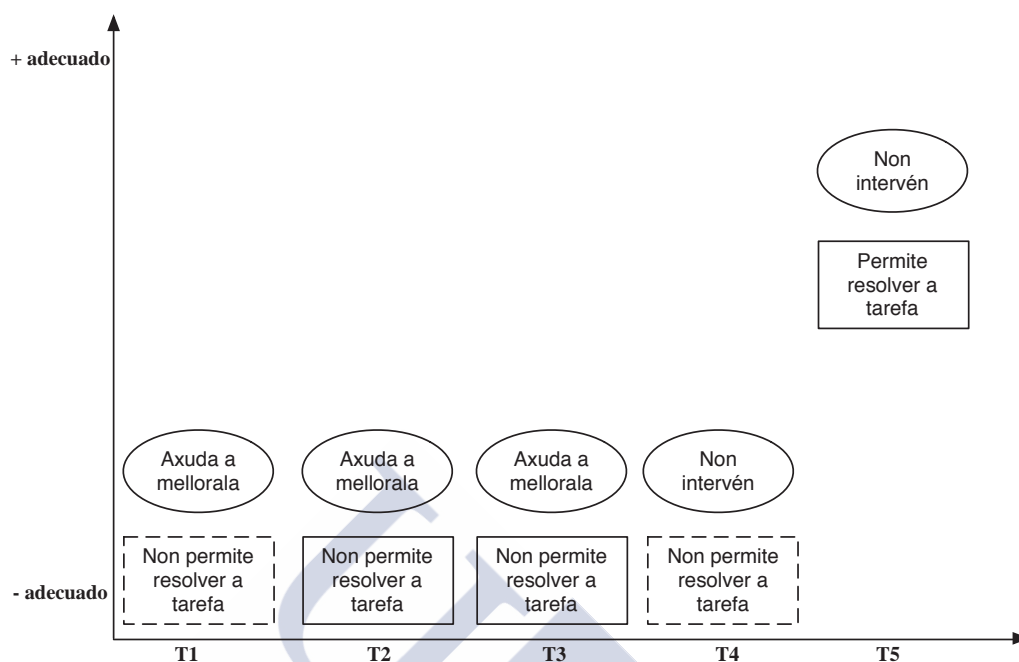 + adecuado
Non
intervén
Permite
resolver a
tarefa
Axuda a
mellorala
Axuda a
mellorala
Axuda a
mellorala
Non
intervén
- adecuado
Non permite
resolver a
tarefa
Non permite
resolver a
tarefa
Non permite
resolver a
tarefa
Non permite
resolver a
tarefa
T1
T2
T3
T4
T5